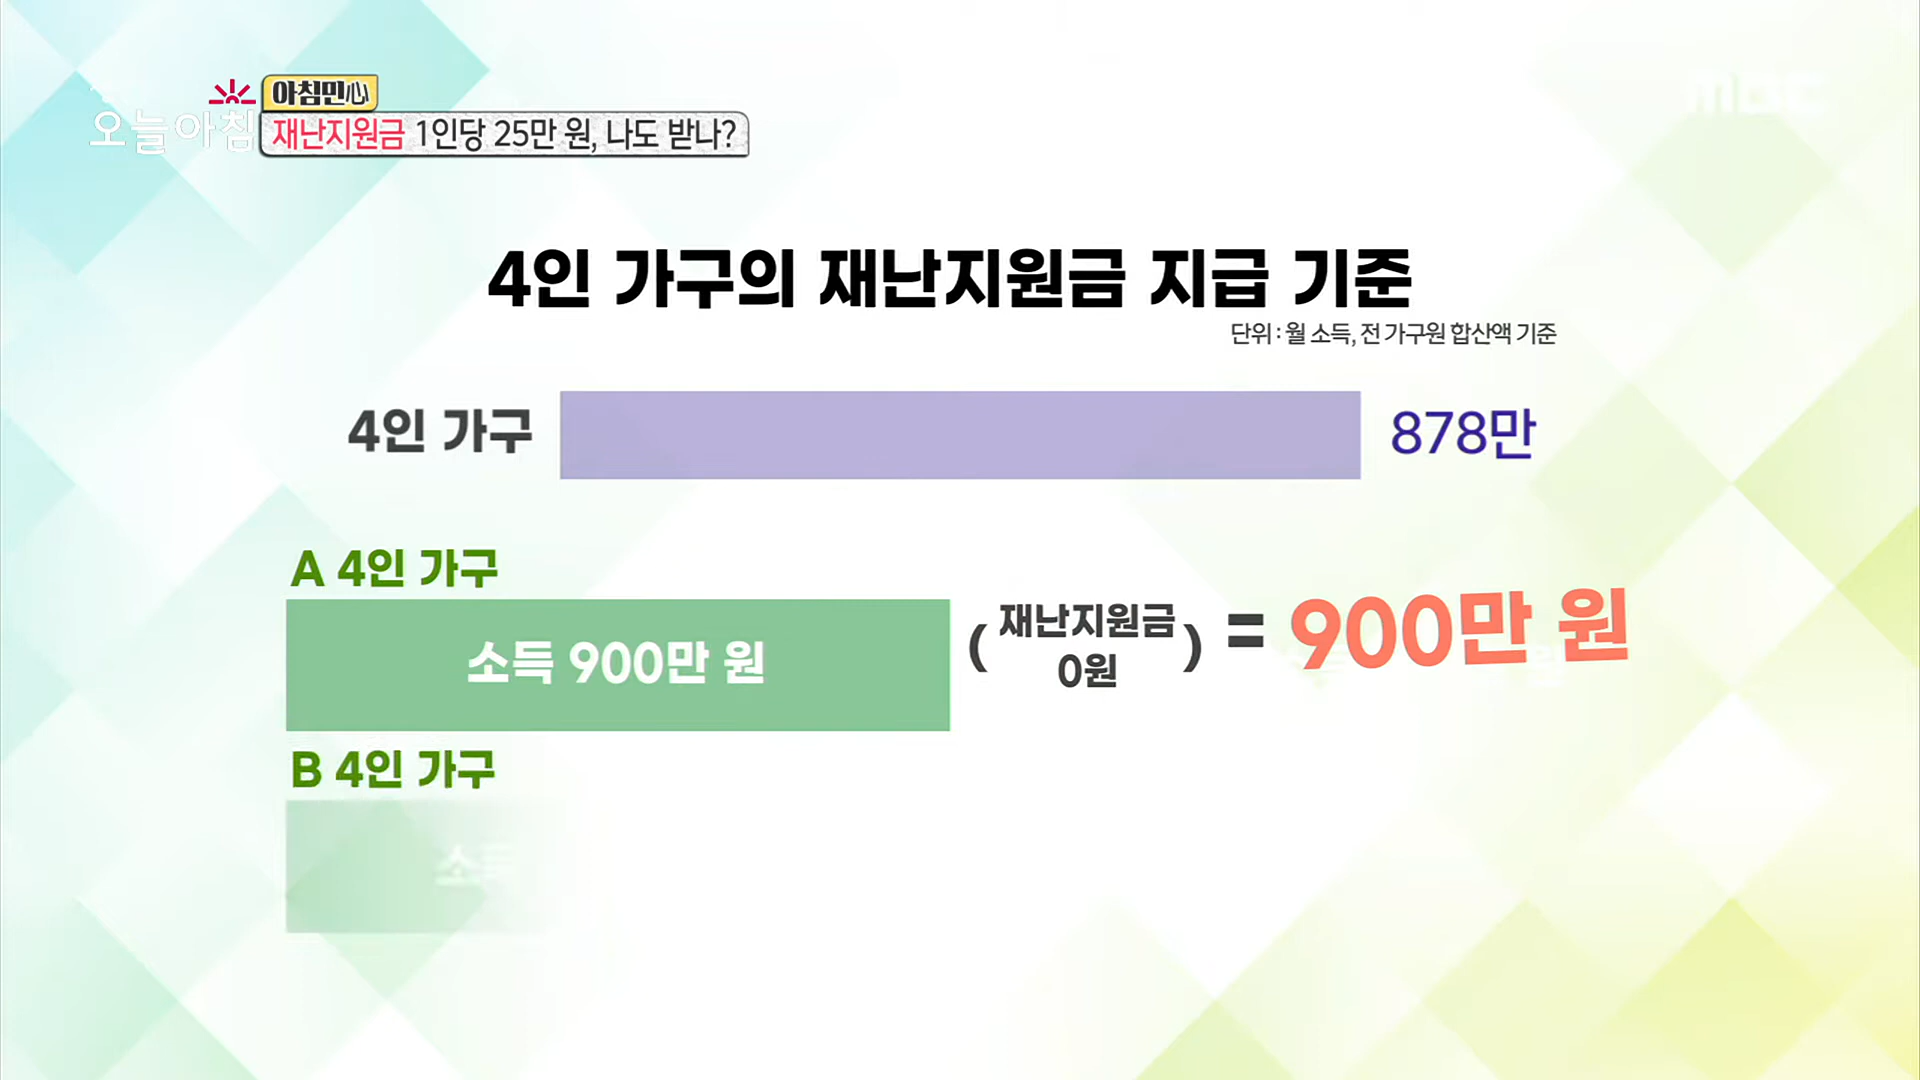 아침민心
오늘아침
재난지원금 1인당 25만 원, 나도 받나?
MBC
4인 가구의 재난지원금 지급 기준
단위 : 월 소득, 전 가구원 합산액 기준
4인 가구
878만
A 4인 가구
소득 900만 원
(재난지원금
0원) = 900만 원
B 4인 가구
소득